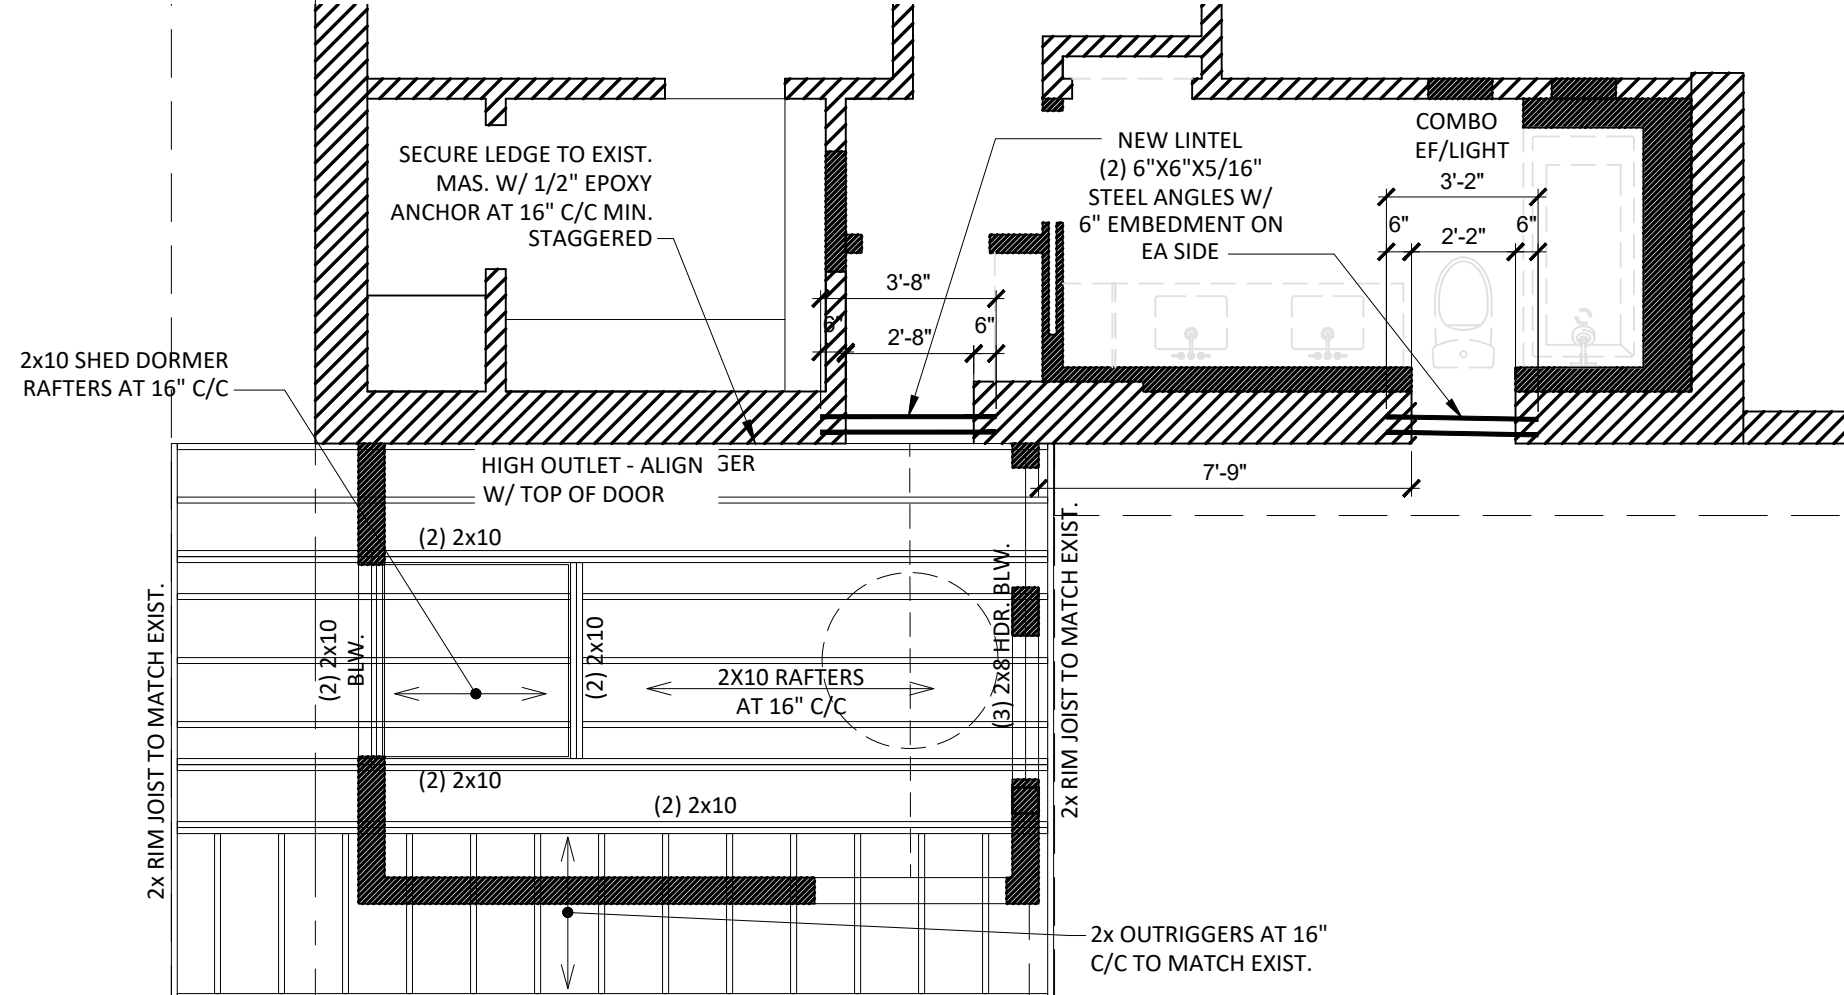 SECURE LEDGE TO EXIST.
MAS. W/ 1/2" EPOXY
ANCHOR AT 16" C/C MIN.
STAGGERED
NEW LINTEL
(2) 6"X6"X5/16"
STEEL ANGLES W/
6" EMBEDMENT ON
EA SIDE
COMBO
EF/LIGHT
3'-2"
6"
2'-2"
6"
3'-8"
6"
2'-8"
6"
2x10 SHED DORMER
RAFTERS AT 16" C/C
HIGH OUTLET - ALIGN
W/ TOP OF DOOR
GER
7'-9"
(2) 2x10
2x RIM JOIST TO MATCH EXIST.
(2) 2x10
BLW.
(2) 2x10
2X10 RAFTERS
AT 16" C/C
(3) 2x8 HDR. BLW.
2x RIM JOIST TO MATCH EXIST.
(2) 2x10
(2) 2x10
2x OUTRIGGERS AT 16"
C/C TO MATCH EXIST.